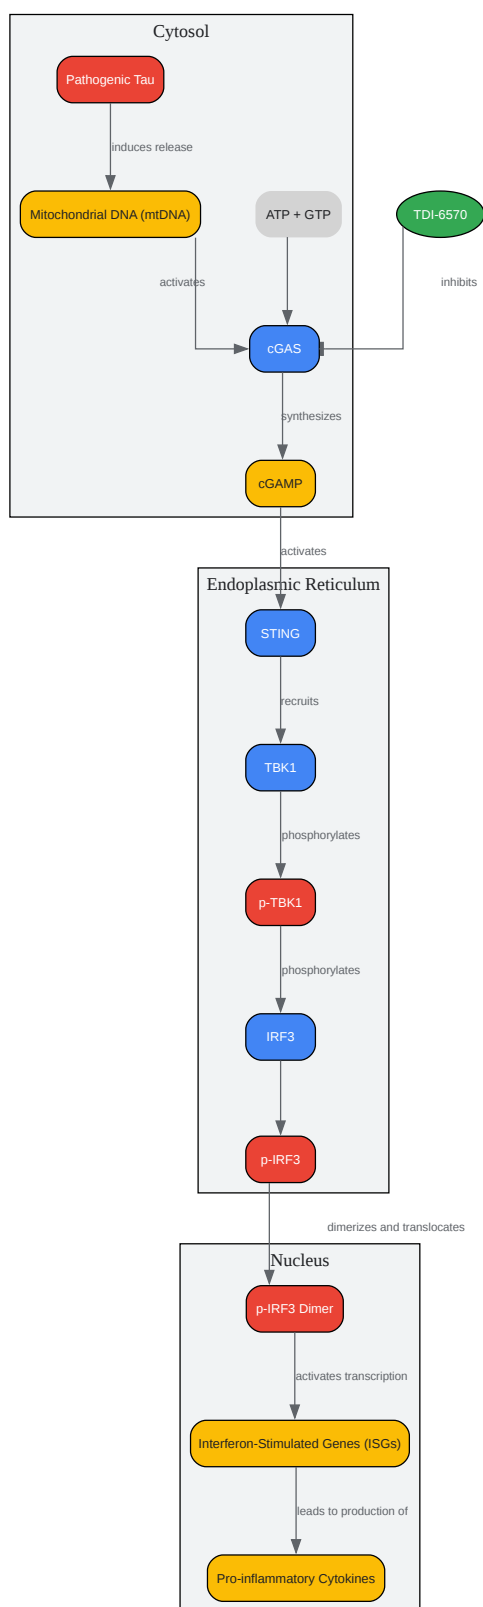 Cytosol
Pathogenic Tau
induces release
Mitochondrial DNA (mtDNA)
ATP + GTP
TDI-6570
activates
inhibits
cGAS
synthesizes
cGAMP
activates
Endoplasmic Reticulum
STING
recruits
TBK1
phosphorylates
p-TBK1
phosphorylates
IRF3
p-IRF3
dimerizes and translocates
Nucleus
p-IRF3 Dimer
activates transcription
Interferon-Stimulated Genes (ISGs)
leads to production of
Pro-inflammatory Cytokines